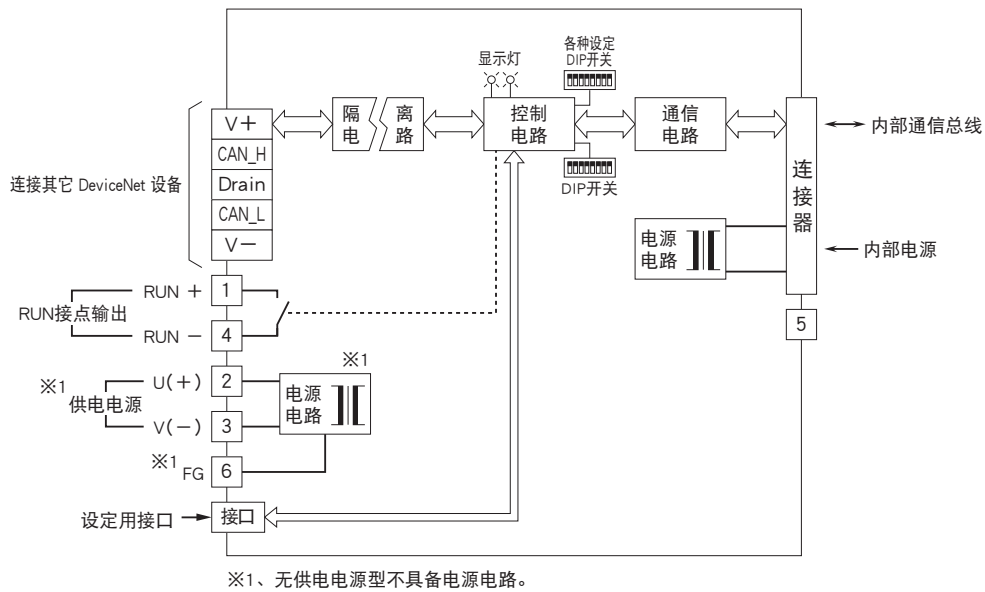 各种设定
DIP开关
显示灯
隔 离
电 路
控制
电路
通信
电路
内部通信总线
DIP开关
连接器
V+
CAN_H
Drain
CAN_L
V−
连接其它 DeviceNet 设备
电源
电路
内部电源
5
RUN + 1
RUN接点输出
RUN − 4
※1
※1 供电电源
U(+) 2
V(−) 3
电源
电路
※1 FG 6
设定用接口 接口
※1、无供电电源型不具备电源电路。